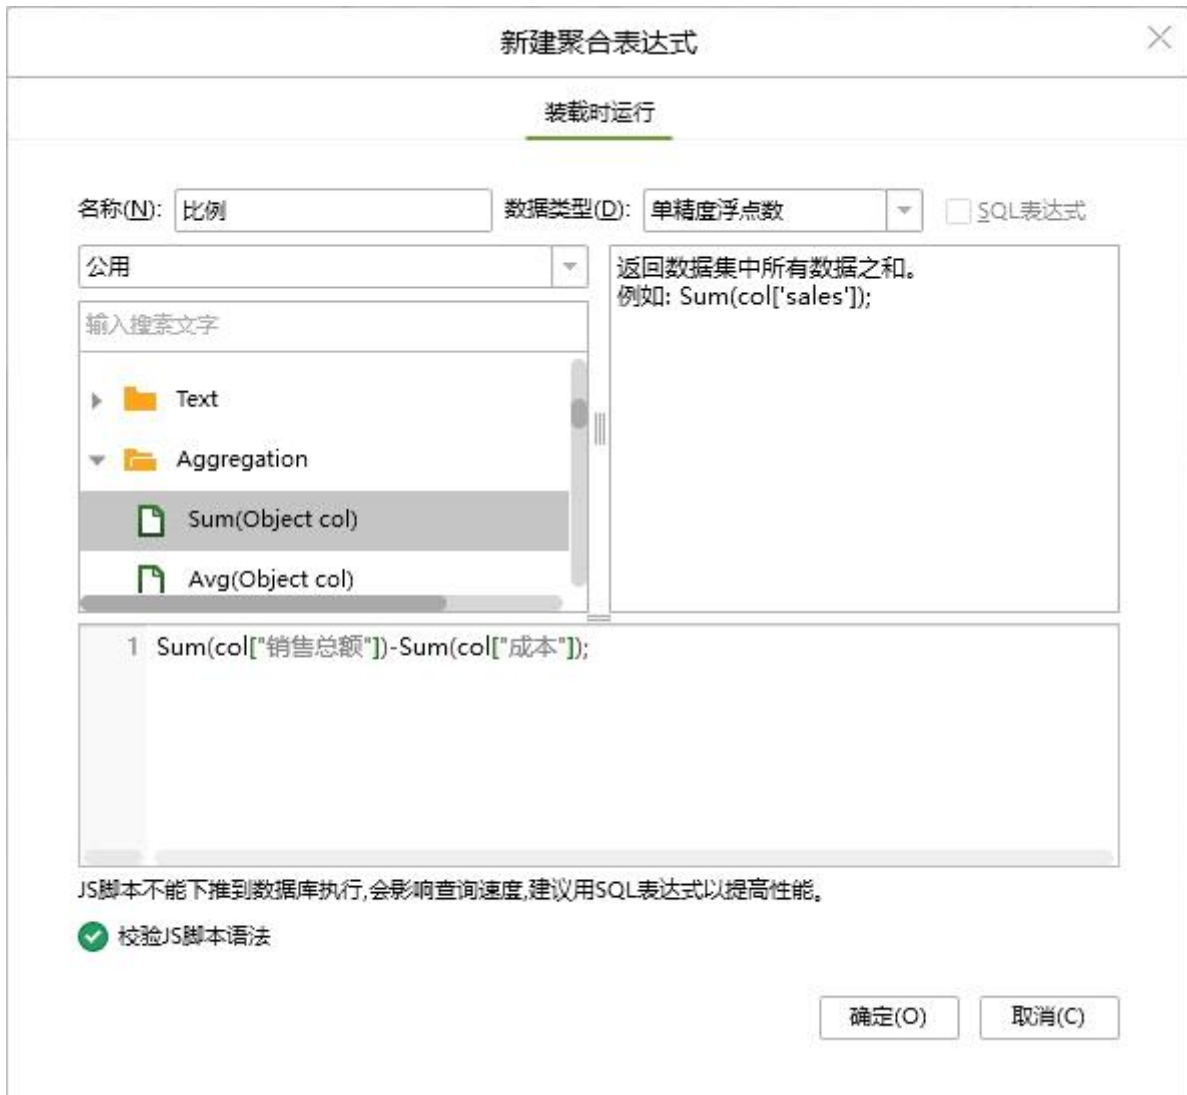 新建聚合表达式
装载时运行
名称(N): 比例 数据类型(D): 单精度浮点数 SQL表达式
公用
返回数据集中所有数据之和。
例如: Sum(col['sales']);
输入搜索文字
Text
Aggregation
Sum(Object col)
Avg(Object col)
1 Sum(col["销售总额"])-Sum(col["成本"]);
JS脚本不能下推到数据库执行,会影响查询速度,建议用SQL表达式以提高性能。
校验JS脚本语法
确定(O) 取消(C)